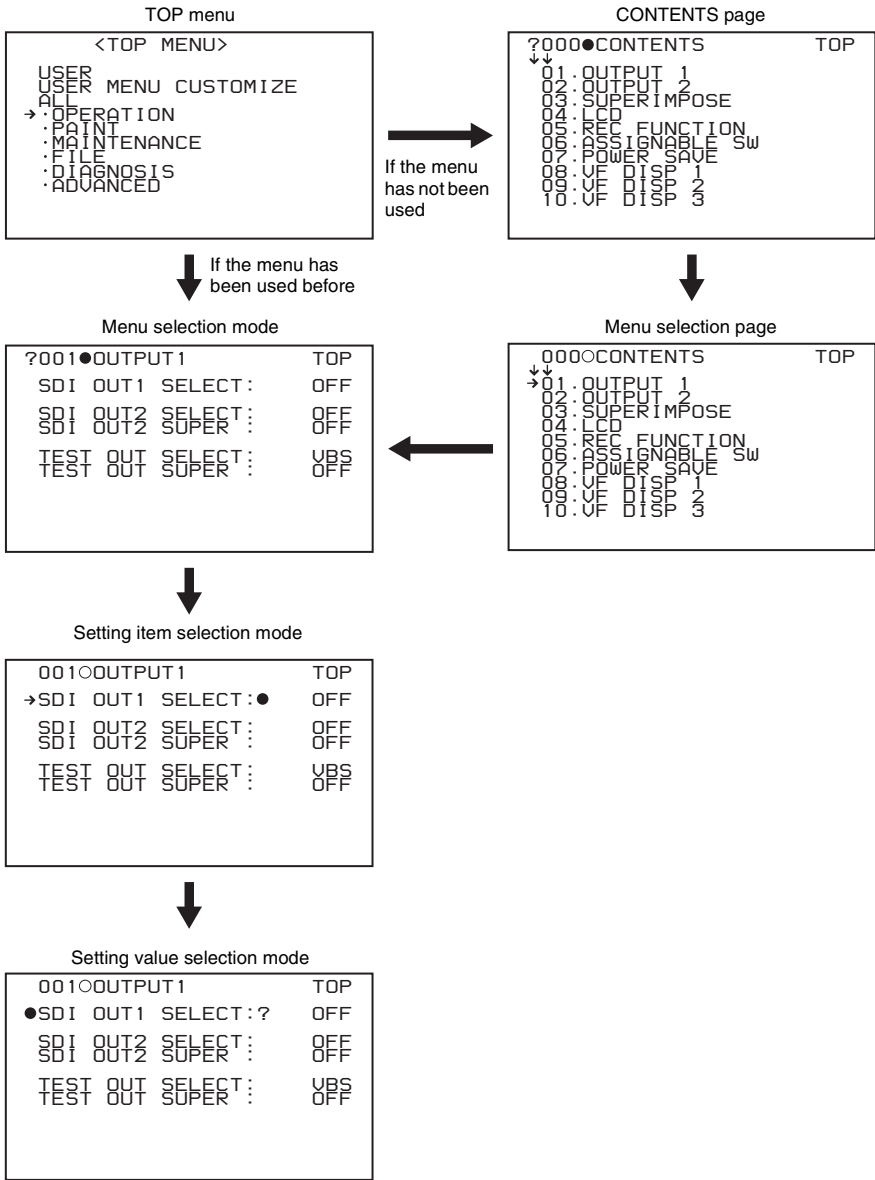 TOP menu
<TOP MENU>
USER
USER MENU CUSTOMIZE
ALL
→·OPERATION
·PAINT
·MAINTENANCE
·FILE
·DIAGNOSIS
·ADVANCED
If the menu
has not been
used
CONTENTS page
?000●CONTENTS TOP
↓↓
01.OUTPUT 1
02.OUTPUT 2
03.SUPERIMPOSE
04.LCD
05.REC FUNCTION
06.ASSIGNABLE SW
07.POWER SAVE
08.VF DISP 1
09.VF DISP 2
10.VF DISP 3
If the menu has
been used before
Menu selection mode
?001●OUTPUT1 TOP
SDI OUT1 SELECT: OFF
SDI OUT2 SELECT: OFF
SDI OUT2 SUPER : OFF
TEST OUT SELECT: VBS
TEST OUT SUPER : OFF
Menu selection page
000○CONTENTS TOP
↓↓
→01.OUTPUT 1
02.OUTPUT 2
03.SUPERIMPOSE
04.LCD
05.REC FUNCTION
06.ASSIGNABLE SW
07.POWER SAVE
08.VF DISP 1
09.VF DISP 2
10.VF DISP 3
Setting item selection mode
001○OUTPUT1 TOP
→SDI OUT1 SELECT:● OFF
SDI OUT2 SELECT: OFF
SDI OUT2 SUPER : OFF
TEST OUT SELECT: VBS
TEST OUT SUPER : OFF
Setting value selection mode
001○OUTPUT1 TOP
●SDI OUT1 SELECT:? OFF
SDI OUT2 SELECT: OFF
SDI OUT2 SUPER : OFF
TEST OUT SELECT: VBS
TEST OUT SUPER : OFF